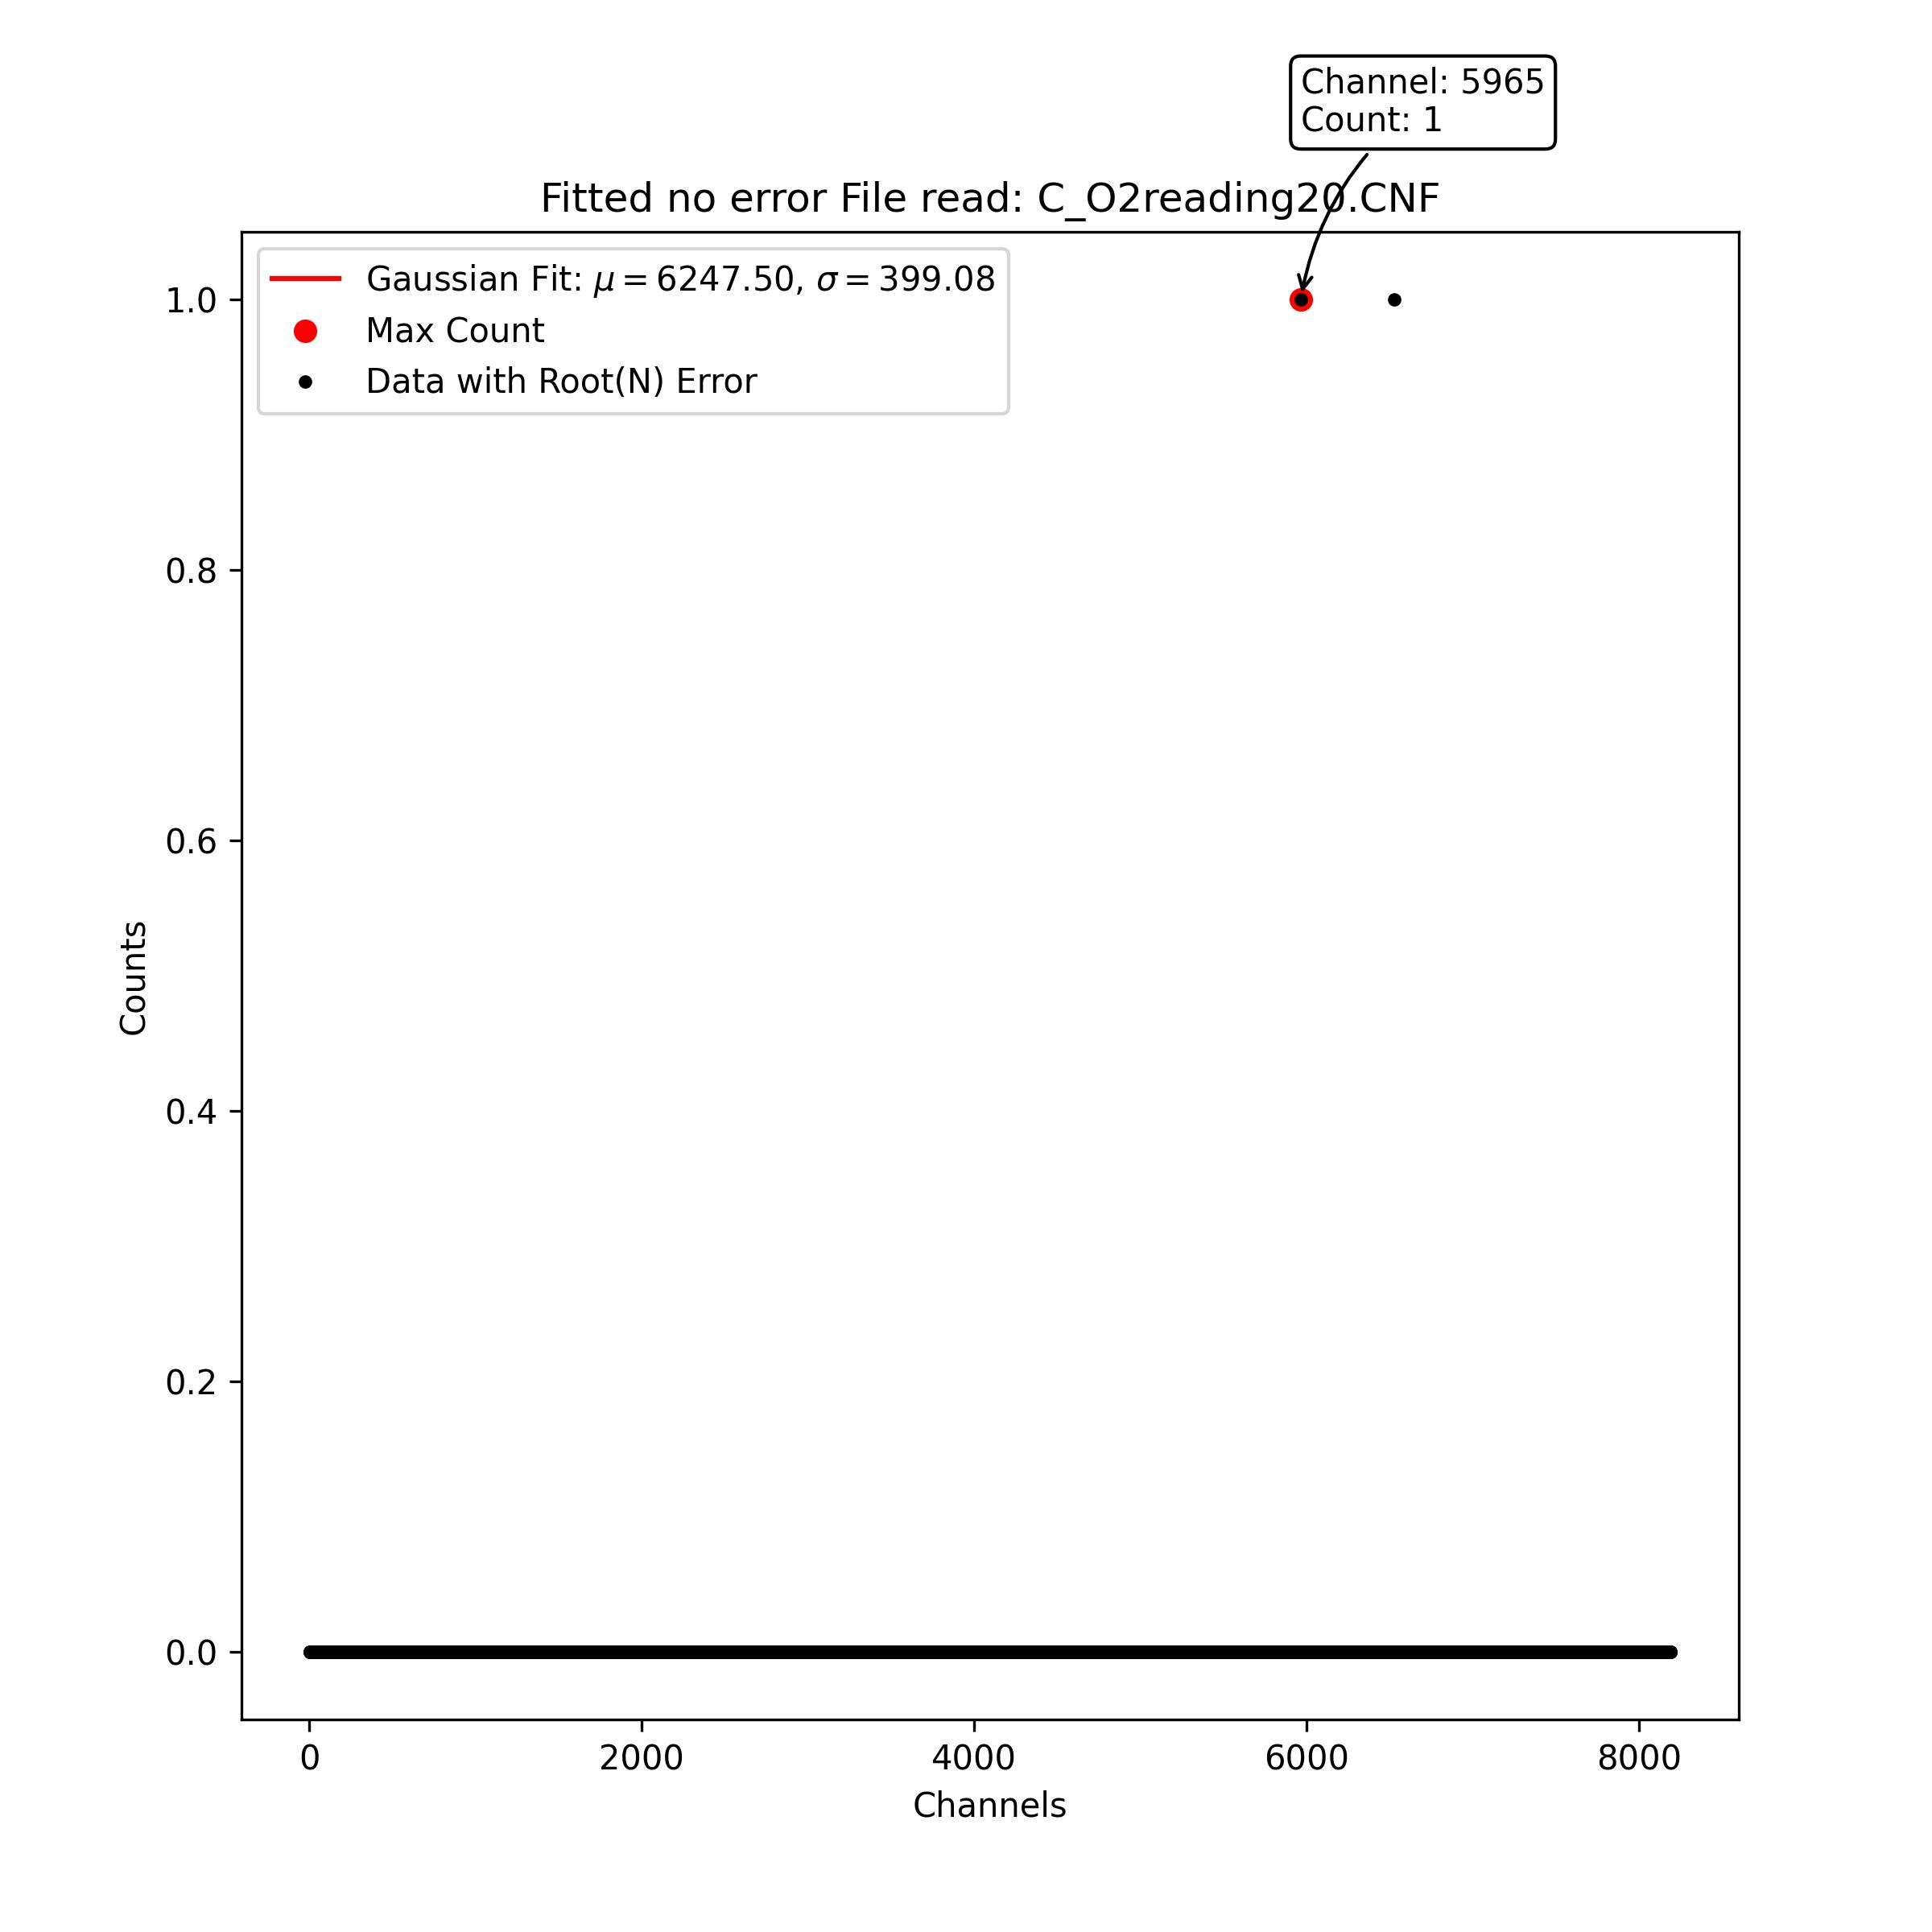 Channel: 5965
Count: 1
Fitted no error File read: C_O2reading20.CNF
Gaussian Fit: μ = 6247.50, σ = 399.08
Max Count
Data with Root(N) Error
1.0
0.8
0.6
0.4
0.2
0.0
Counts
0 2000 4000 6000 8000
Channels